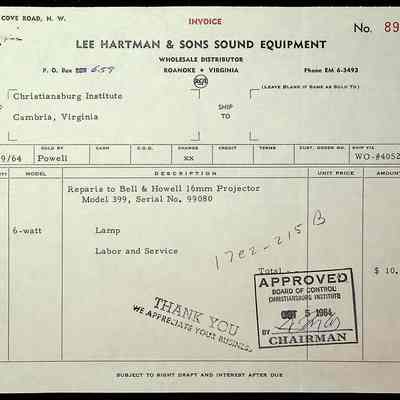 COVE ROAD, N. W.
INVOICE
No. 89
LEE HARTMAN & SONS SOUND EQUIPMENT
WHOLESALE DISTRIBUTOR
P. O. Box 659
ROANOKE • VIRGINIA
Phone EM 6-3493
RCA
(LEAVE BLANK IF SAME AS SOLD TO)
Christiansburg Institute
SHIP
TO
Cambria, Virginia
SOLD BY
CASH
C.O.D.
CHARGE
CREDIT
TERMS
CUST. ORDER NO.
SHIP VIA
9/64
Powell
xx
WO-#4052
MODEL
DESCRIPTION
UNIT PRICE
AMOUNT
Reparis to Bell & Howell 16mm Projector
Model 399, Serial No. 99080
6-watt
Lamp
Labor and Service
1702-215 B
Total
$ 10.
APPROVED
BOARD OF CONTROL
CHRISTIANSBURG INSTITUTE
OCT 5 1964
BY
CHAIRMAN
THANK YOU
WE APPRECIATE YOUR BUSINESS
SUBJECT TO SIGHT DRAFT AND INTEREST AFTER DUE